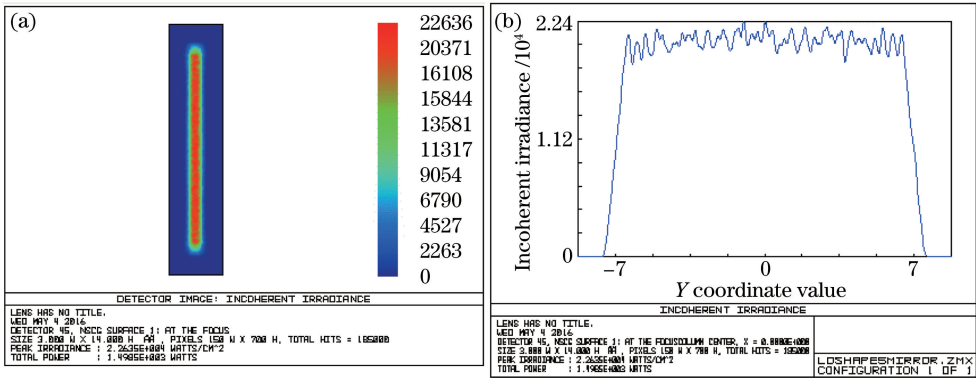 (a)
22636
20371
16108
15844
13581
11317
9054
6790
4527
2263
0
DETECTOR IMAGE: INCOHERENT IRRADIANCE
LENS HAS NO TITLE.
WED MAY 4 2016
DETECTOR 45, NSCG SURFACE 1: AT THE FOCUS
SIZE 3.000 W X 14.000 H, PIXELS 150 W X 700 H, TOTAL HITS = 185000
PEAK IRRADIANCE : 2.2635E+004 WATTS/CM^2
TOTAL POWER : 1.4985E+003 WATTS
(b)
2.24
1.12
0
Incoherent irradiance /10⁴
-7
0
7
Y coordinate value
INCOHERENT IRRADIANCE
LENS HAS NO TITLE.
WED MAY 4 2016
DETECTOR 45, NSCG SURFACE 1: AT THE FOCUSCOLUMN CENTER, X = 0.0000E+000
SIZE 3.000 W X 14.000 H, PIXELS 150 W X 700 H, TOTAL HITS = 185000
PEAK IRRADIANCE : 2.2635E+004 WATTS/CM^2
TOTAL POWER : 1.4985E+003 WATTS
LOSHAPESMIRROR.ZMX
CONFIGURATION 1 OF 1